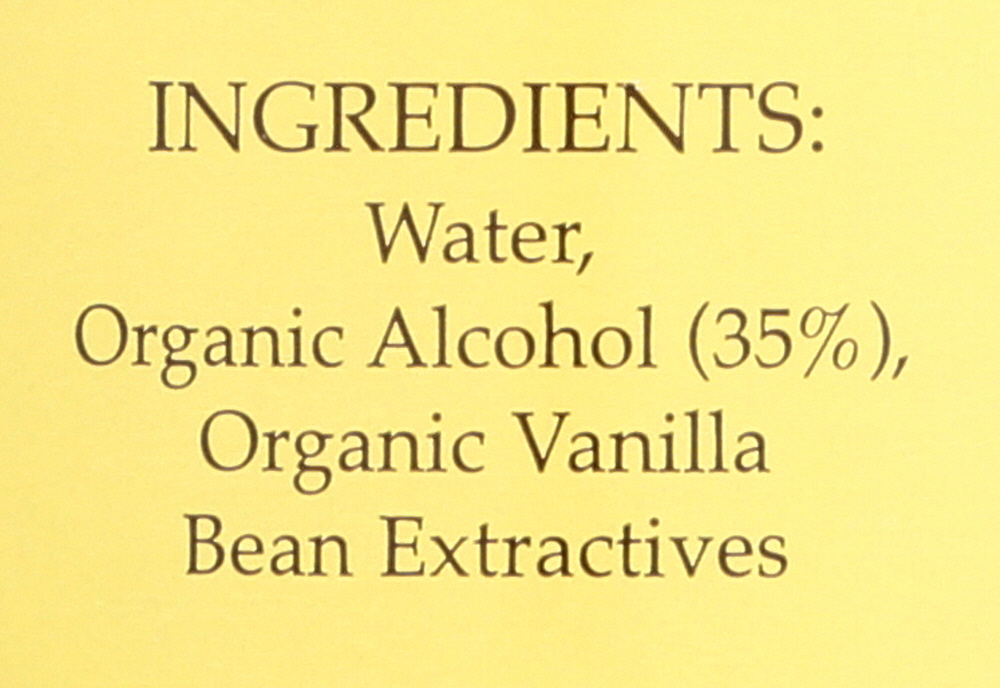 INGREDIENTS:
Water,
Organic Alcohol (35%),
Organic Vanilla
Bean Extractives